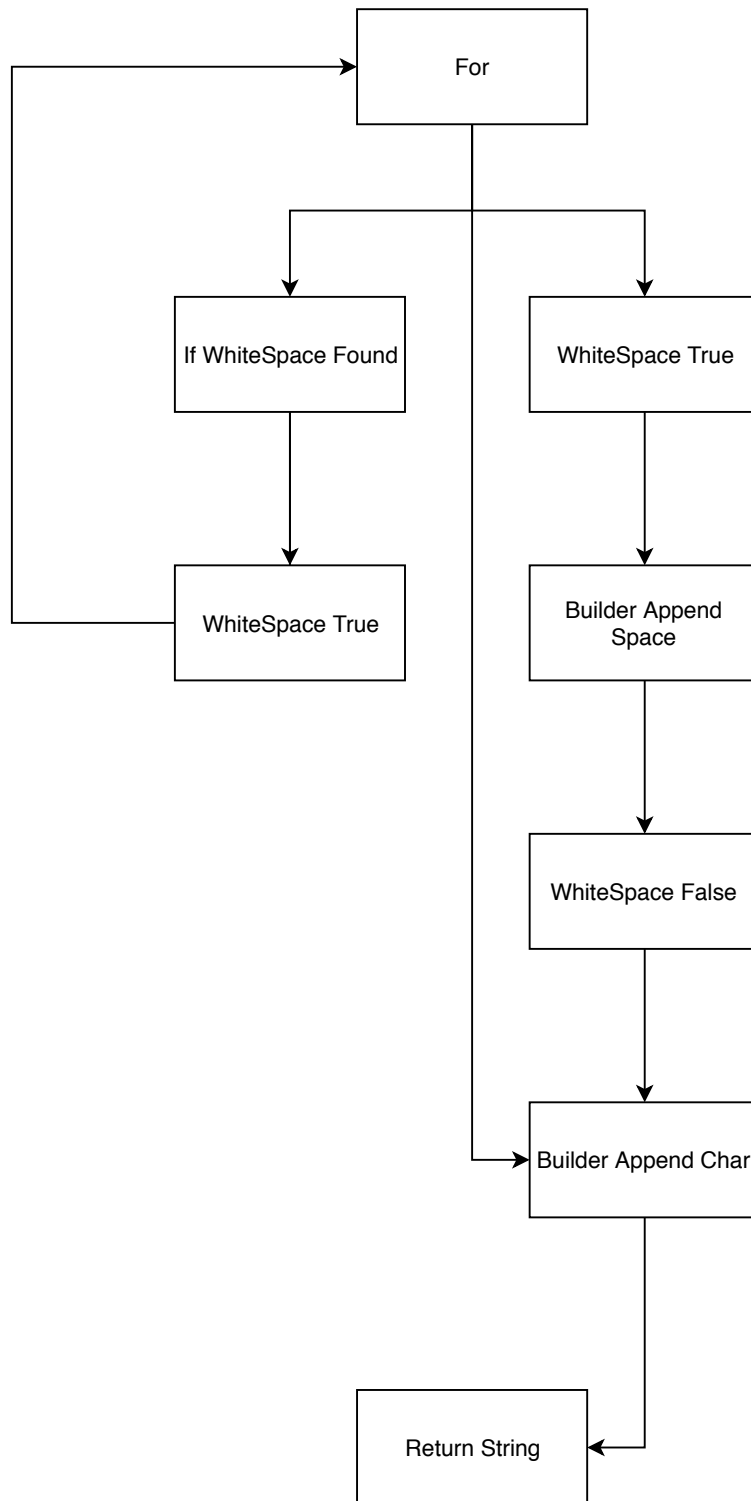 For
If WhiteSpace Found
WhiteSpace True
WhiteSpace True
Builder Append
Space
WhiteSpace False
Builder Append Char
Return String